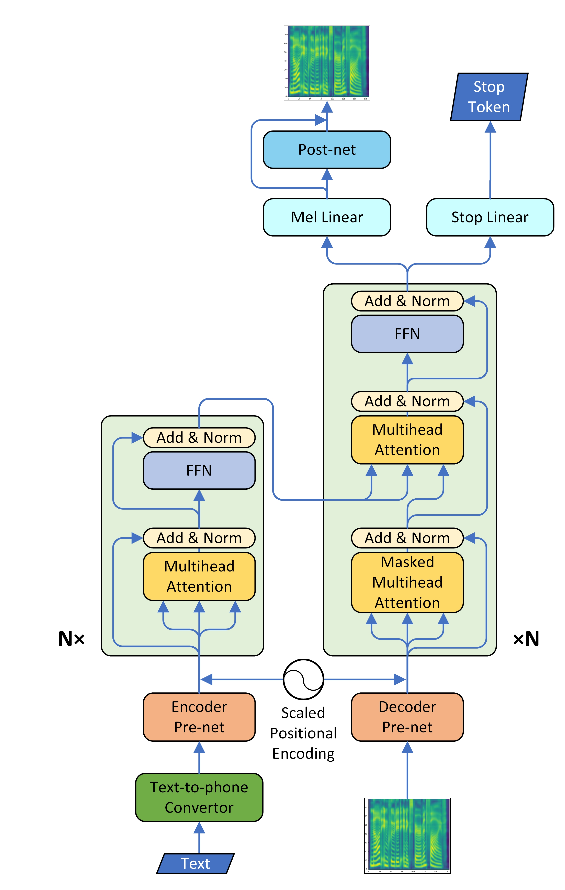 Stop
Token
Post-net
Mel Linear
Stop Linear
Add & Norm
FFN
Add & Norm
Multihead
Attention
Add & Norm
FFN
Add & Norm
Multihead
Attention
Add & Norm
Masked
Multihead
Attention
N×
×N
Encoder
Pre-net
Scaled
Positional
Encoding
Decoder
Pre-net
Text-to-phone
Convertor
Text